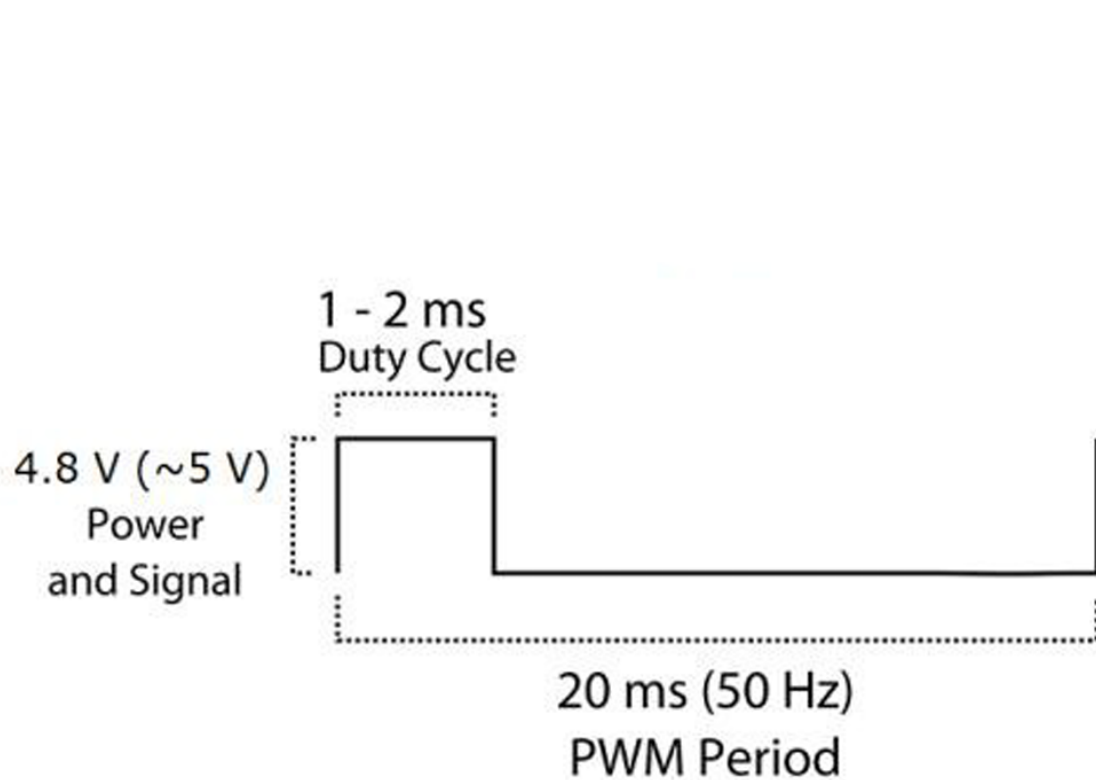 1 - 2 ms
Duty Cycle
4.8 V (~5 V)
Power
and Signal
20 ms (50 Hz)
PWM Period